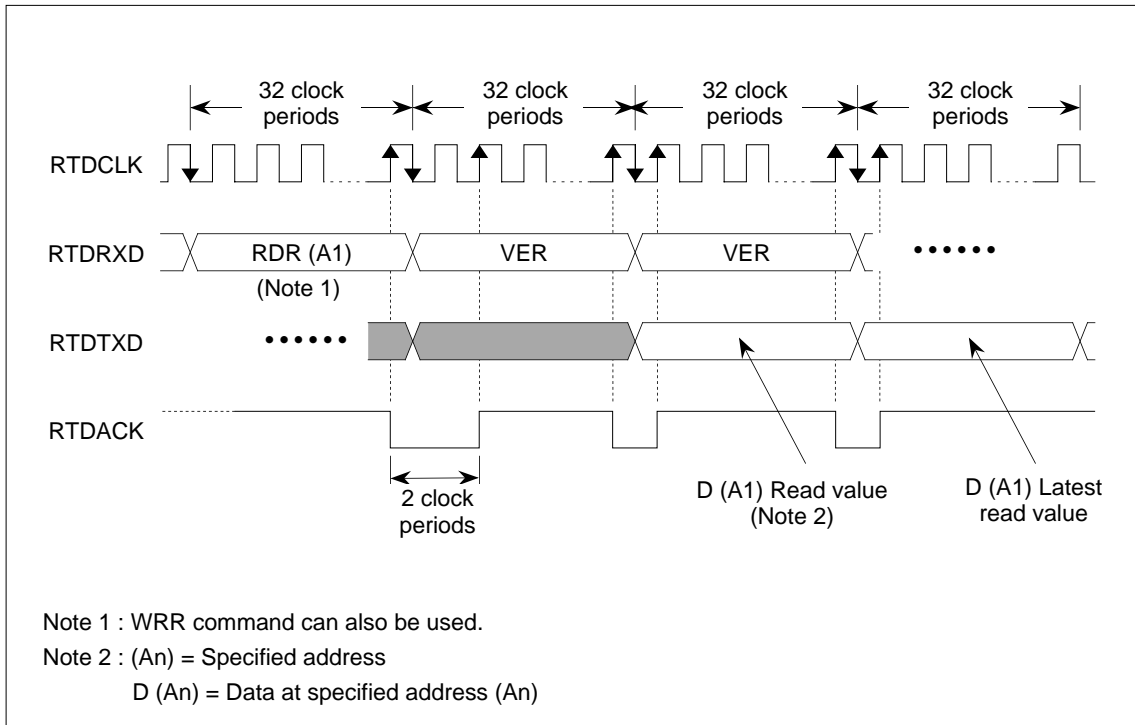 32 clock periods
32 clock periods
32 clock periods
32 clock periods
RTDCLK
RTDRXD
RDR (A1)
VER
VER
(Note 1)
RTDTXD
RTDACK
2 clock periods
D (A1) Read value
(Note 2)
D (A1) Latest
read value
Note 1 : WRR command can also be used.
Note 2 : (An) = Specified address
D (An) = Data at specified address (An)